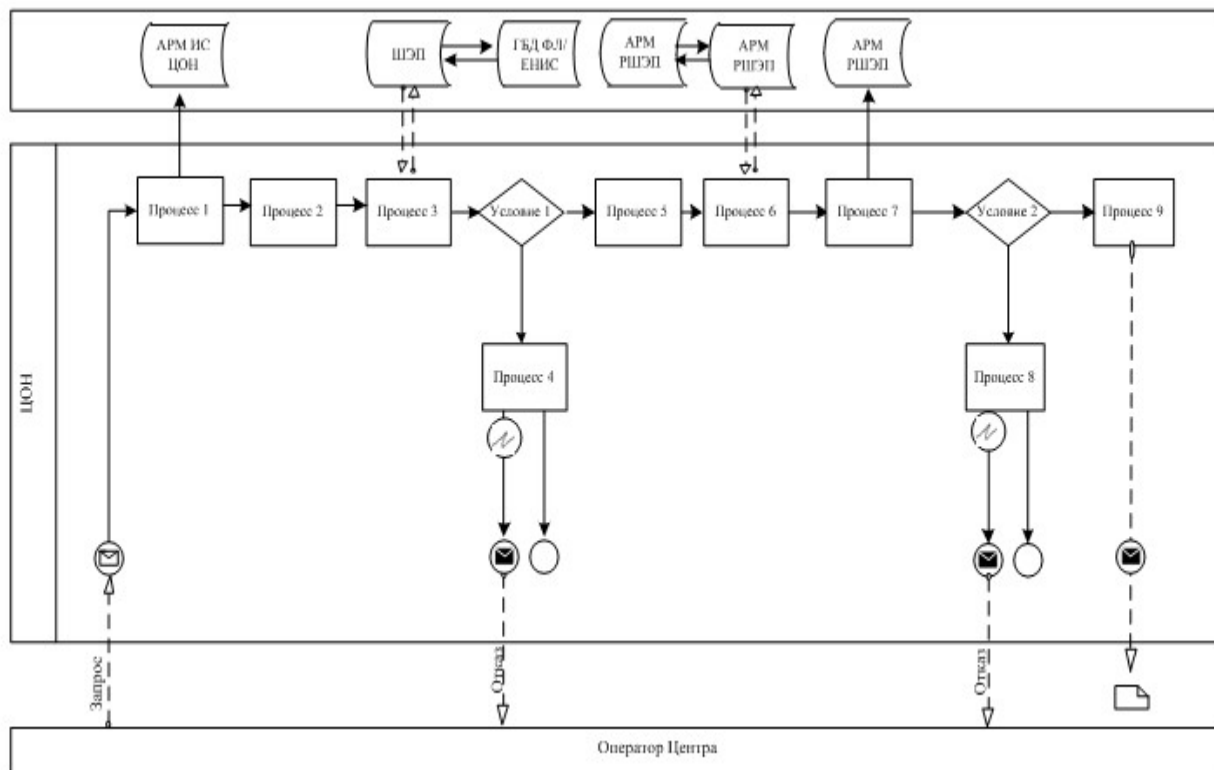 АРМ ИС
ЦОН
ШЭП
ГБД ФЛ/
ЕНИС
АРМ
РШЭП
АРМ
РШЭП
АРМ
РШЭП
ЦОН
Процесс 1
Процесс 2
Процесс 3
Условие 1
Процесс 5
Процесс 6
Процесс 7
Условие 2
Процесс 9
Процесс 4
Процесс 8
Запрос
Отказ
Отказ
Оператор Центра